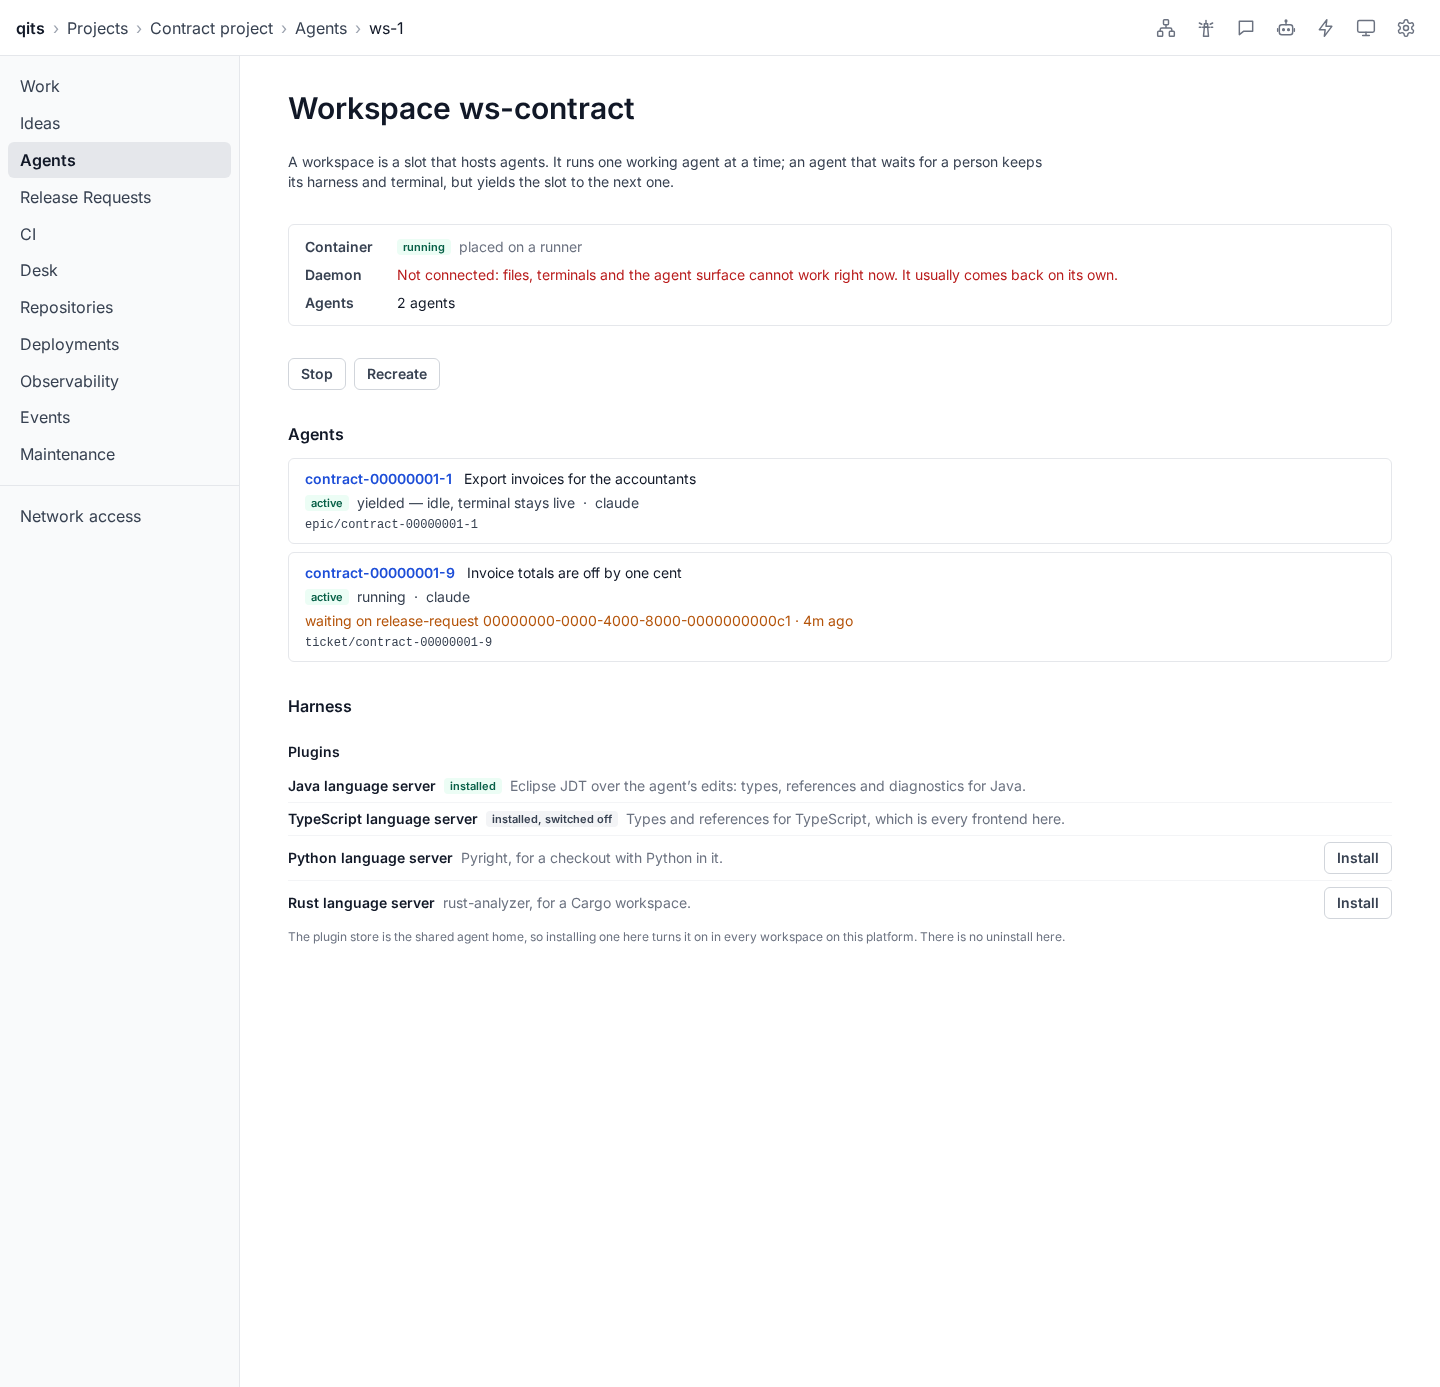 qits › Projects › Contract project › Agents › ws-1
Work
Ideas
Agents
Release Requests
CI
Desk
Repositories
Deployments
Observability
Events
Maintenance
Network access
Workspace ws-contract
A workspace is a slot that hosts agents. It runs one working agent at a time; an agent that waits for a person keeps
its harness and terminal, but yields the slot to the next one.
Container running placed on a runner
Daemon Not connected: files, terminals and the agent surface cannot work right now. It usually comes back on its own.
Agents 2 agents
Stop Recreate
Agents
contract-00000001-1 Export invoices for the accountants
active yielded — idle, terminal stays live · claude
epic/contract-00000001-1
contract-00000001-9 Invoice totals are off by one cent
active running · claude
waiting on release-request 00000000-0000-4000-8000-0000000000c1 · 4m ago
ticket/contract-00000001-9
Harness
Plugins
Java language server installed Eclipse JDT over the agent’s edits: types, references and diagnostics for Java.
TypeScript language server installed, switched off Types and references for TypeScript, which is every frontend here.
Python language server Pyright, for a checkout with Python in it. Install
Rust language server rust-analyzer, for a Cargo workspace. Install
The plugin store is the shared agent home, so installing one here turns it on in every workspace on this platform. There is no uninstall here.